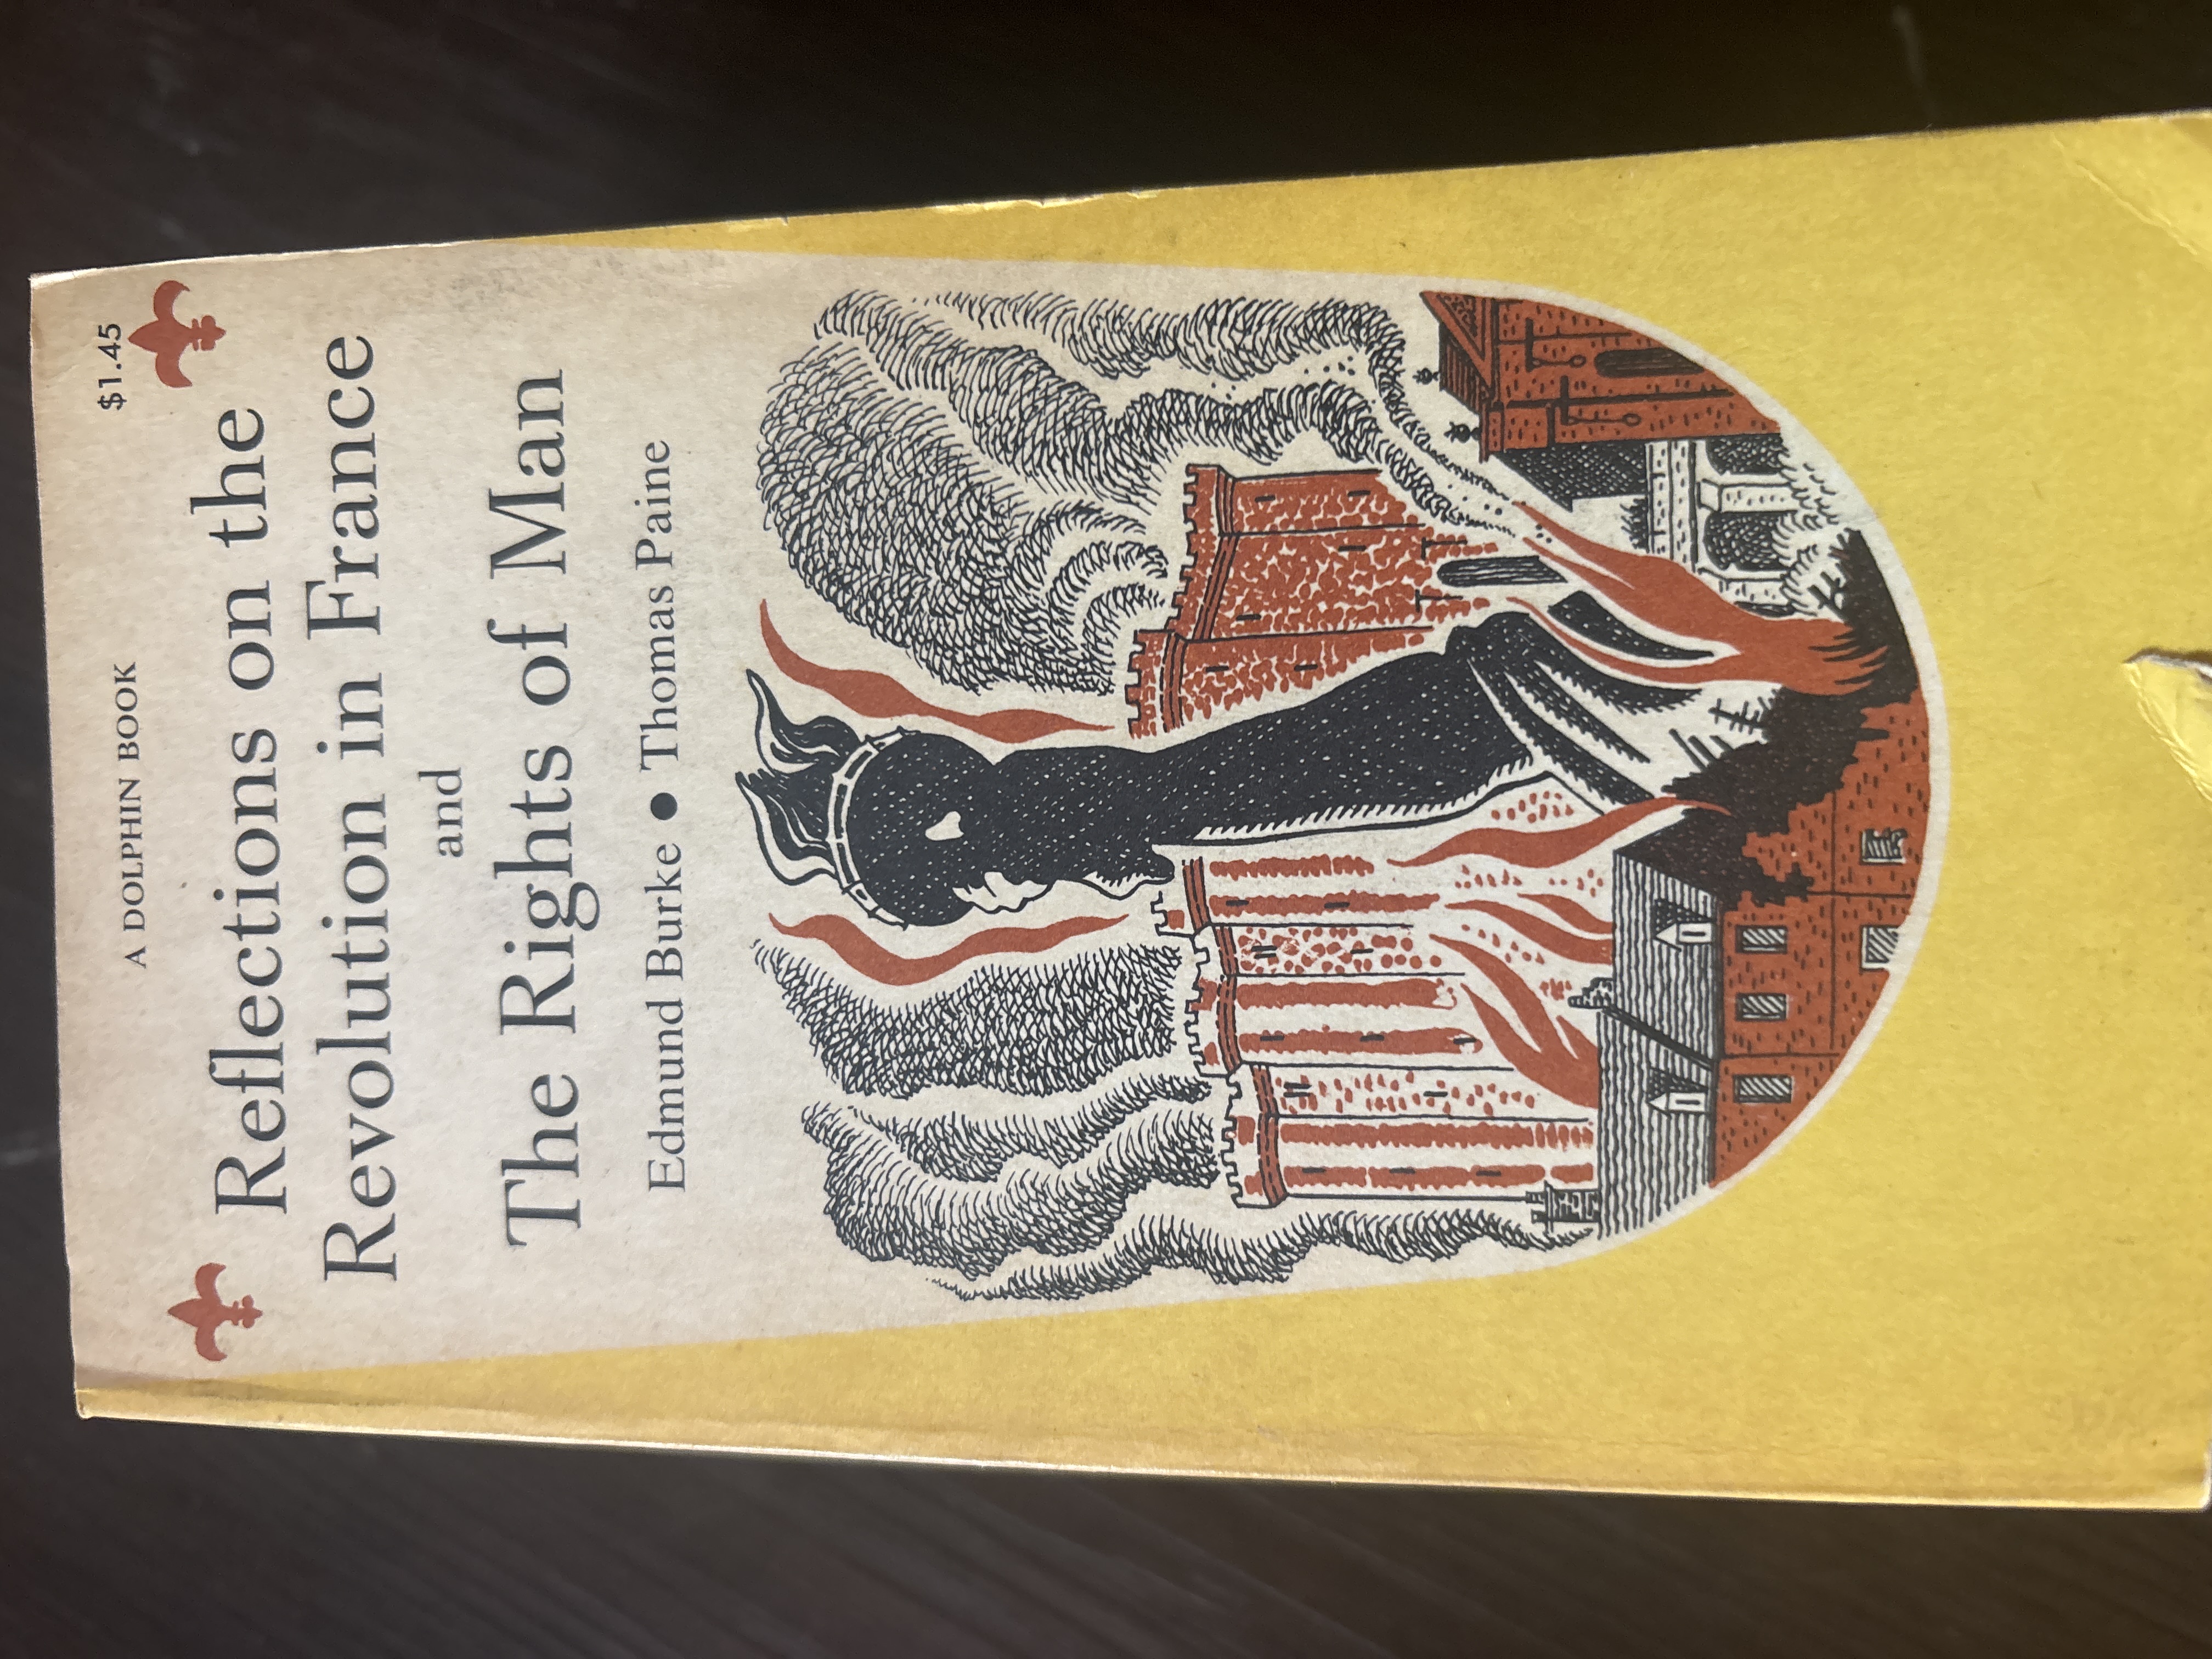 A DOLPHIN BOOK
$1.45
Reflections on the
Revolution in France
and
The Rights of Man
Edmund Burke ● Thomas Paine